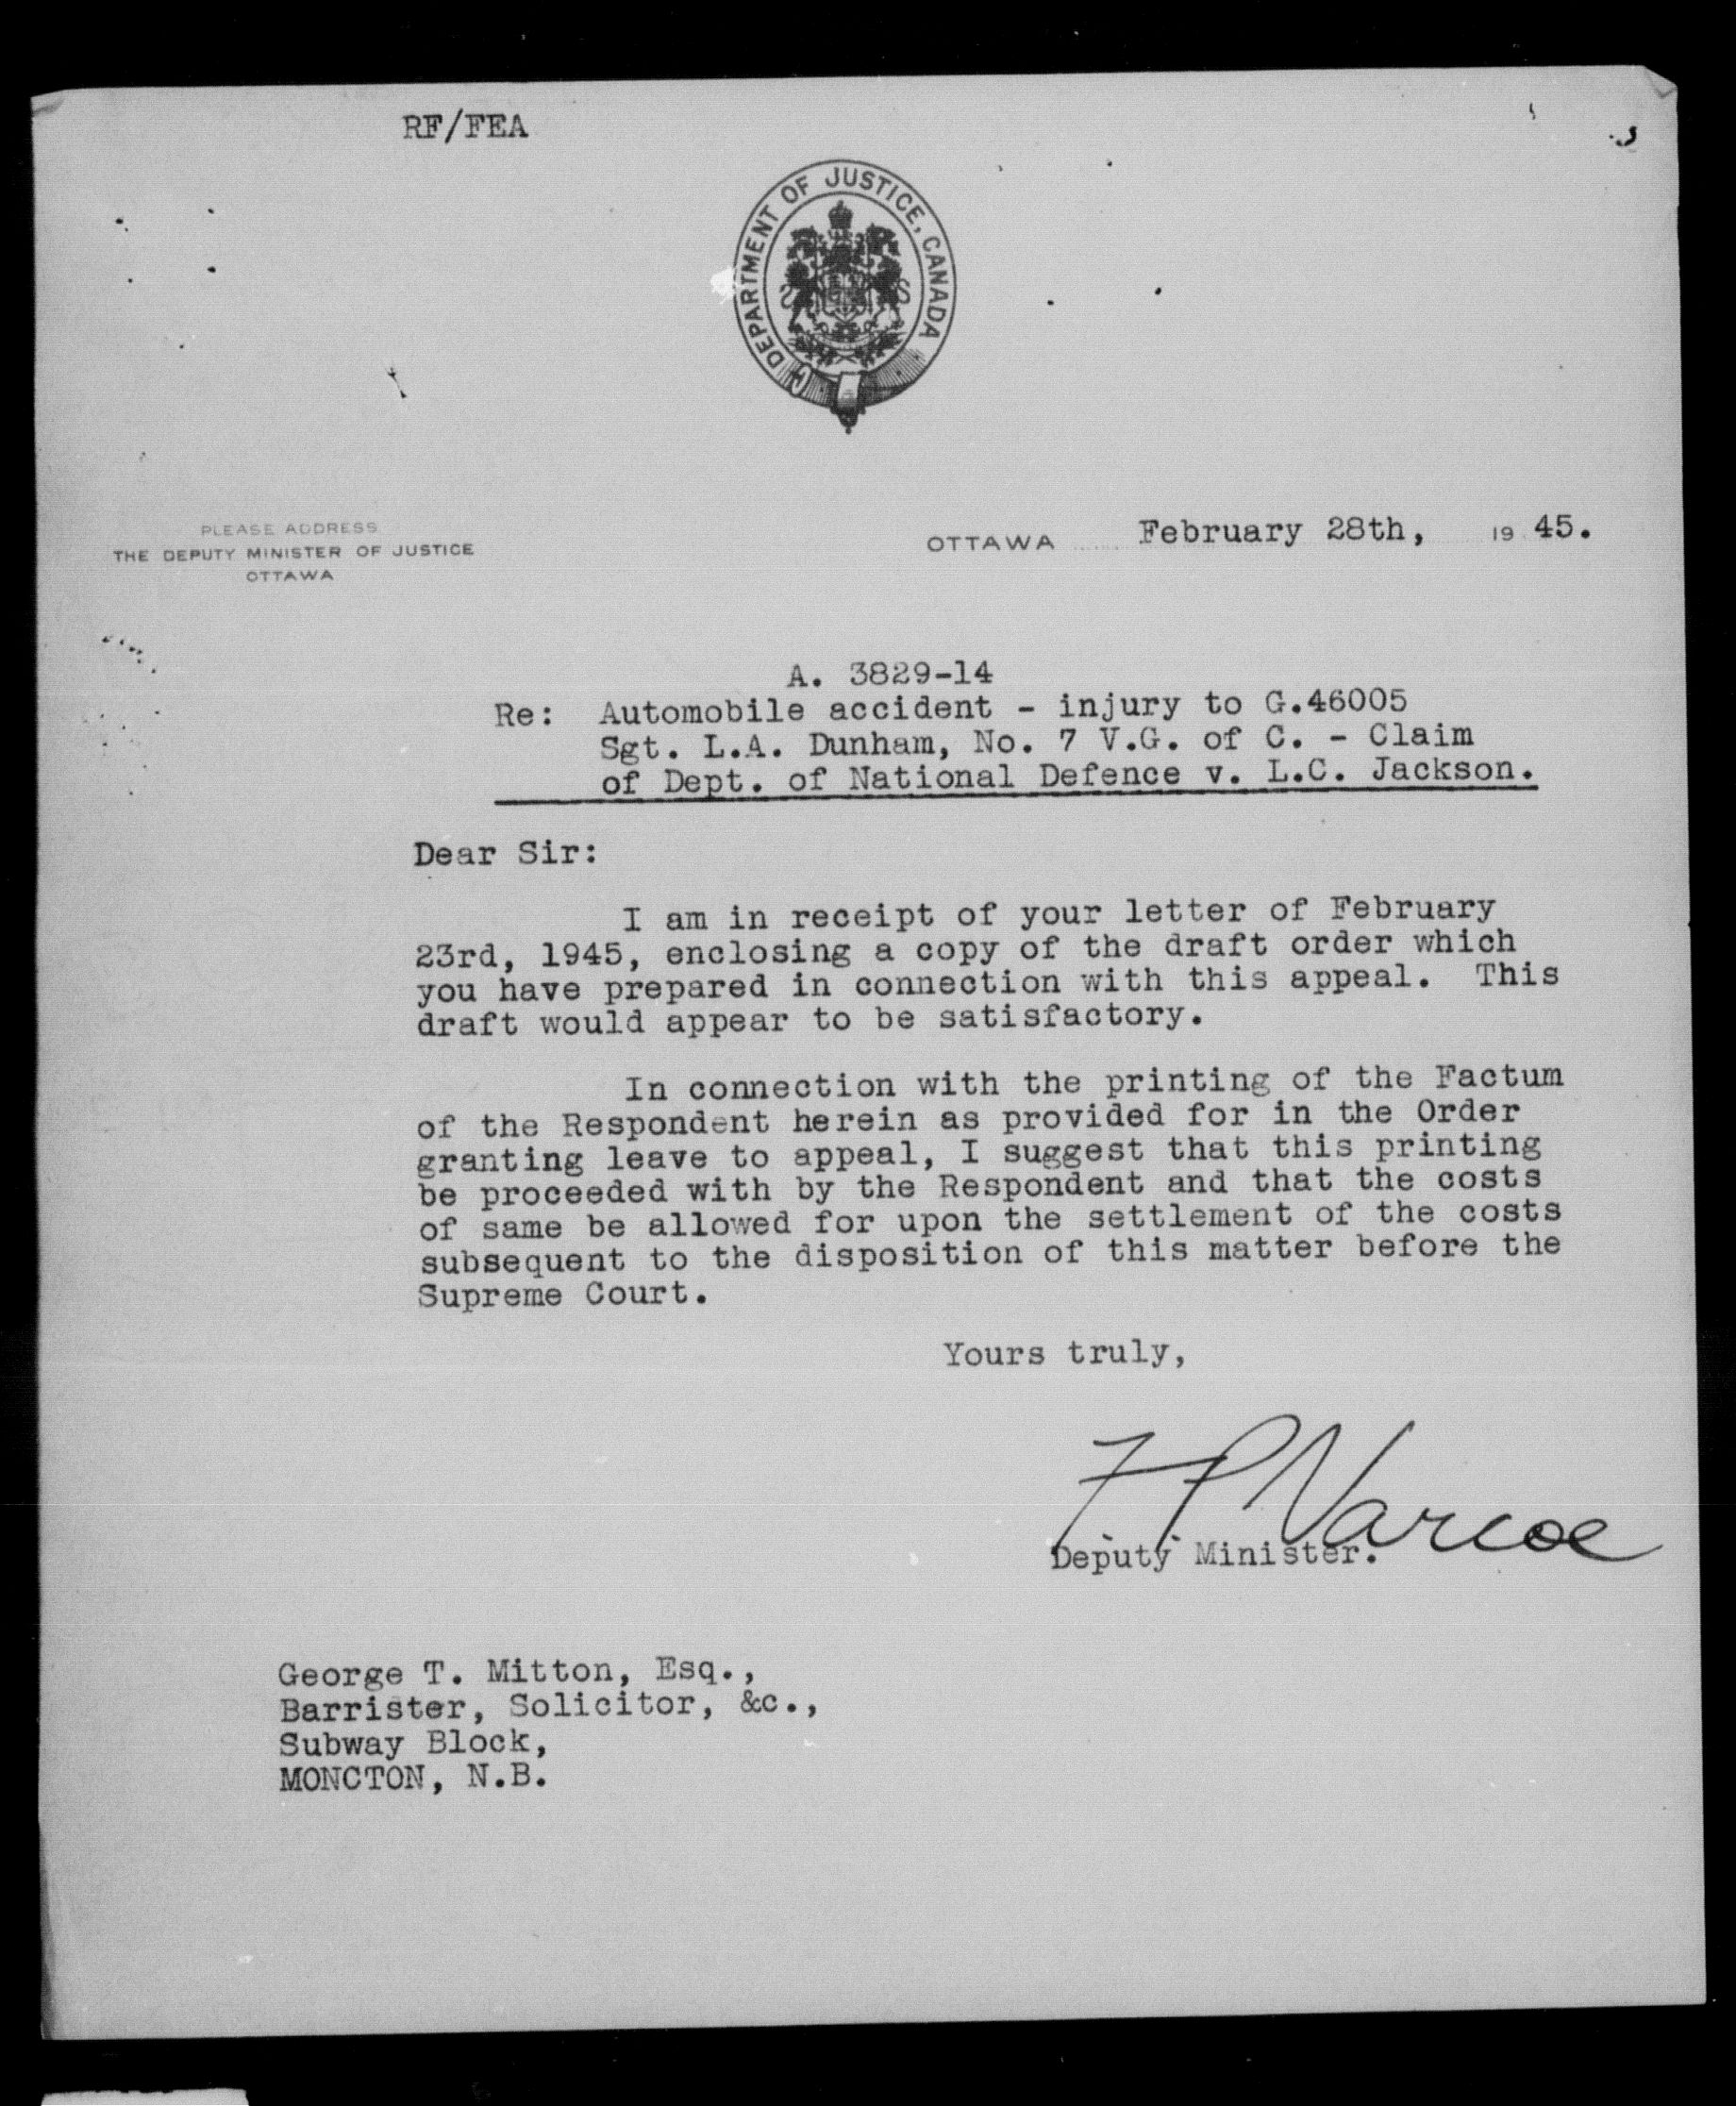 RF/FEA
DEPARTMENT OF JUSTICE, CANADA
PLEASE ADDRESS
THE DEPUTY MINISTER OF JUSTICE
OTTAWA
OTTAWA February 28th, 1945.
A. 3829-14
Re: Automobile accident - injury to G.46005
Sgt. L.A. Dunham, No. 7 V.G. of C. - Claim
of Dept. of National Defence v. L.C. Jackson.
Dear Sir:
I am in receipt of your letter of February
23rd, 1945, enclosing a copy of the draft order which
you have prepared in connection with this appeal. This
draft would appear to be satisfactory.
In connection with the printing of the Factum
of the Respondent herein as provided for in the Order
granting leave to appeal, I suggest that this printing
be proceeded with by the Respondent and that the costs
of same be allowed for upon the settlement of the costs
subsequent to the disposition of this matter before the
Supreme Court.
Yours truly,
FP Varcoe
Deputy Minister.
George T. Mitton, Esq.,
Barrister, Solicitor, &c.,
Subway Block,
MONCTON, N.B.